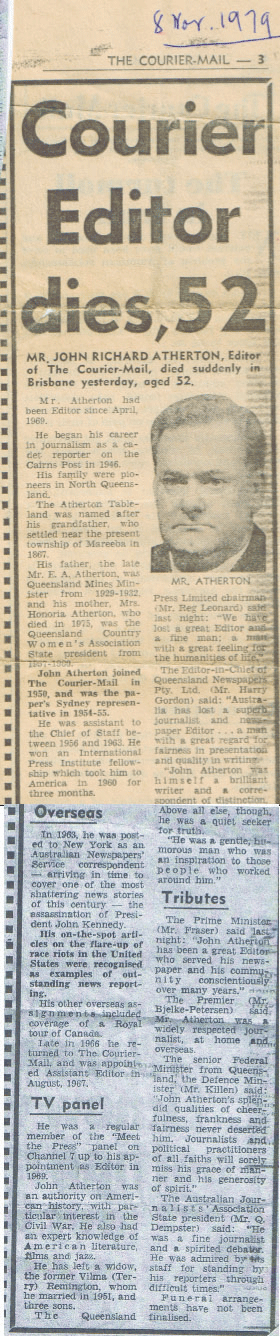 8 Nov. 1979
THE COURIER-MAIL — 3
Courier
Editor
dies, 52
MR. JOHN RICHARD ATHERTON, Editor
of The Courier-Mail, died suddenly in
Brisbane yesterday, aged 52.
Mr. Atherton had
been Editor since April,
1969.
He began his career
in journalism as a ca-
det reporter on the
Cairns Post in 1946.
His family were pio-
neers in North Queens-
land.
The Atherton Table-
land was named after
his grandfather, who
settled near the present
township of Mareeba in
1867.
His father, the late
Mr. E. A. Atherton, was
Queensland Mines Min-
ister from 1929-1932,
and his mother, Mrs.
Honoria Atherton, who
died in 1975, was the
Queensland Country
Women's Association
State president from
John Atherton joined
The Courier-Mail in
1950, and was the pa-
per's Sydney represen-
tative in 1954-55.
He was assistant to
the Chief of Staff be-
tween 1956 and 1963. He
won an International
Press Institute fellow-
ship which took him to
America in 1960 for
three months.
MR. ATHERTON
Press Limited chairman
(Mr. Reg Leonard) said
last night: "We have
lost a great Editor and
a fine man; a man
with a great feeling for
the humanities of life."
The Editor-in-Chief of
Queensland Newspapers
Pty. Ltd. (Mr. Harry
Gordon) said: "Austra-
lia has lost a superb
journalist and news-
paper Editor . . . a man
with a great regard for
fairness in presentation
and quality in writing.
"John Atherton was
himself a brilliant
writer and a corre-
spondent of distinction.
Overseas
In 1963, he was post-
ed to New York as an
Australian Newspapers'
Service correspondent
— arriving in time to
cover one of the most
shattering news stories
of this century — the
assassination of Presi-
dent John Kennedy.
His on-the-spot arti-
cles on the flare-up of
race riots in the United
States were recognised
as examples of out-
standing news report-
ing.
His other overseas as-
signments included
coverage of a Royal
tour of Canada.
Late in 1966 he re-
turned to The Courier-
Mail, and was appoint-
ed Assistant Editor in
August, 1967.
TV panel
He was a regular
member of the "Meet
the Press" panel on
Channel 7 up to his ap-
pointment as Editor in
1969.
John Atherton was
an authority on Ameri-
can history, with par-
ticular interest in the
Civil War. He also had
an expert knowledge of
American literature,
films and jazz.
He has left a widow,
the former Vilma (Ter-
ry) Remington, whom
he married in 1951, and
three sons.
The Queensland
Above all else, though,
he was a quiet seeker
for truth.
"He was a gentle, hu-
morous man who was
an inspiration to those
people who worked
around him."
Tributes
The Prime Minister
(Mr. Fraser) said last
night: "John Atherton
has been a great Editor
who served his news-
paper and his commu-
nity conscientiously
over many years."
The Premier (Mr.
Bjelke-Petersen) said
Mr. Atherton was a
widely respected jour-
nalist, at home and
overseas.
The senior Federal
Minister from Queens-
land, the Defence Min-
ister (Mr. Killen) said:
"John Atherton's splen-
did qualities of cheer-
fulness, frankness and
fairness never deserted
him. Journalists and
political practitioners
of all faiths will sorely
miss his grace of man-
ner and his generosity
of spirit."
The Australian Jour-
nalists' Association
State president (Mr. Q.
Dempster) said: "He
was a fine journalist
and a spirited debater.
He was admired by his
staff for standing by
his reporters through
difficult times."
Funeral arrange-
ments have not been
finalised.